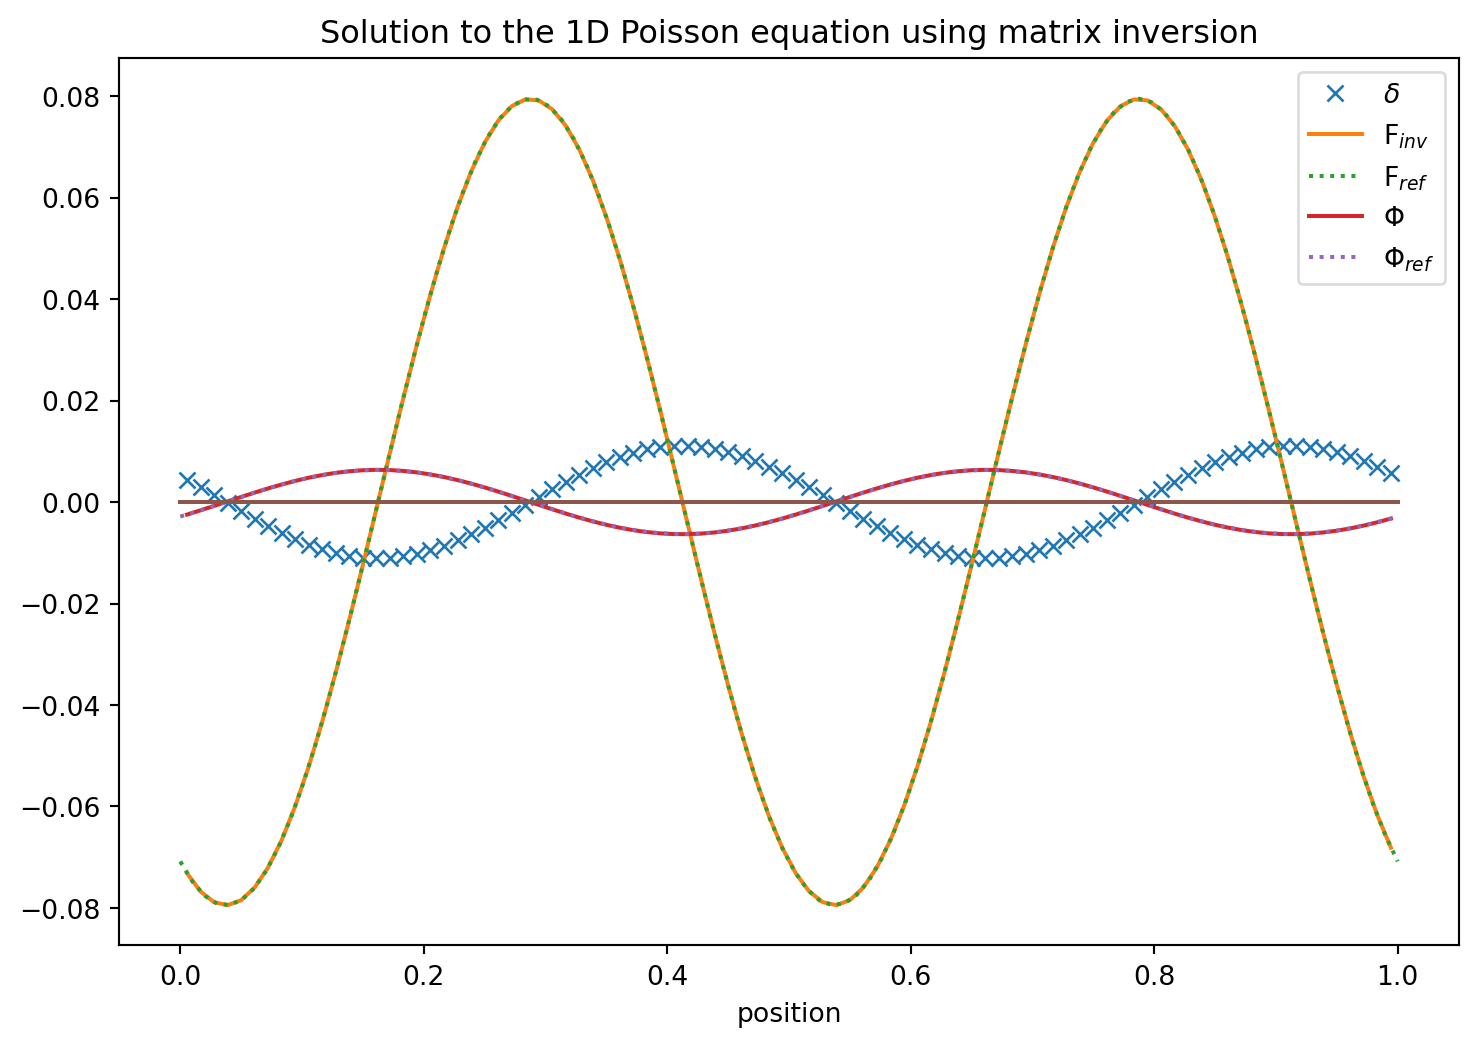 Solution to the 1D Poisson equation using matrix inversion
δ
F_inv
F_ref
Φ
Φ_ref
0.08
0.06
0.04
0.02
0.00
−0.02
−0.04
−0.06
−0.08
0.0 0.2 0.4 0.6 0.8 1.0
position